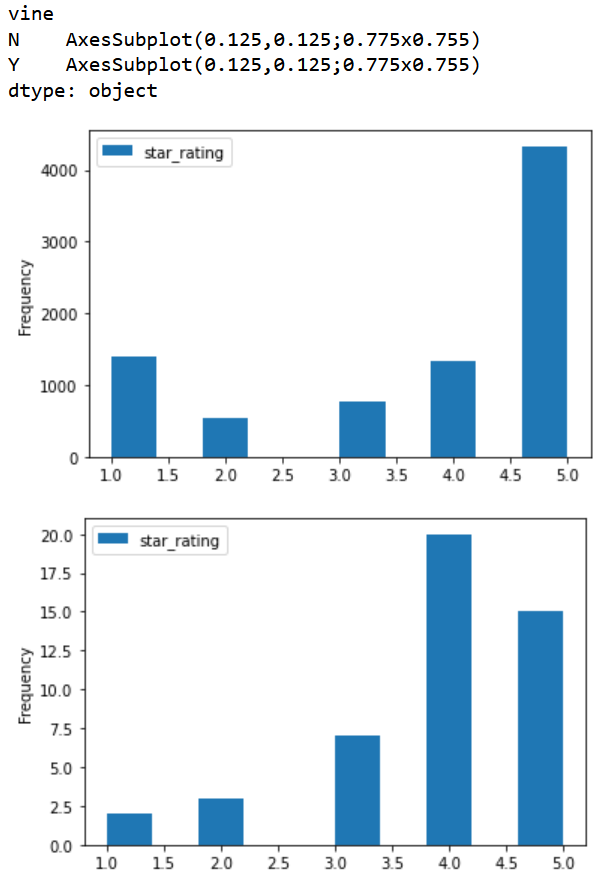 vine
N    AxesSubplot(0.125,0.125;0.775x0.755)
Y    AxesSubplot(0.125,0.125;0.775x0.755)
dtype: object
star_rating
4000
3000
2000
1000
0
Frequency
1.0 1.5 2.0 2.5 3.0 3.5 4.0 4.5 5.0
star_rating
20.0
17.5
15.0
12.5
10.0
7.5
5.0
2.5
0.0
Frequency
1.0 1.5 2.0 2.5 3.0 3.5 4.0 4.5 5.0